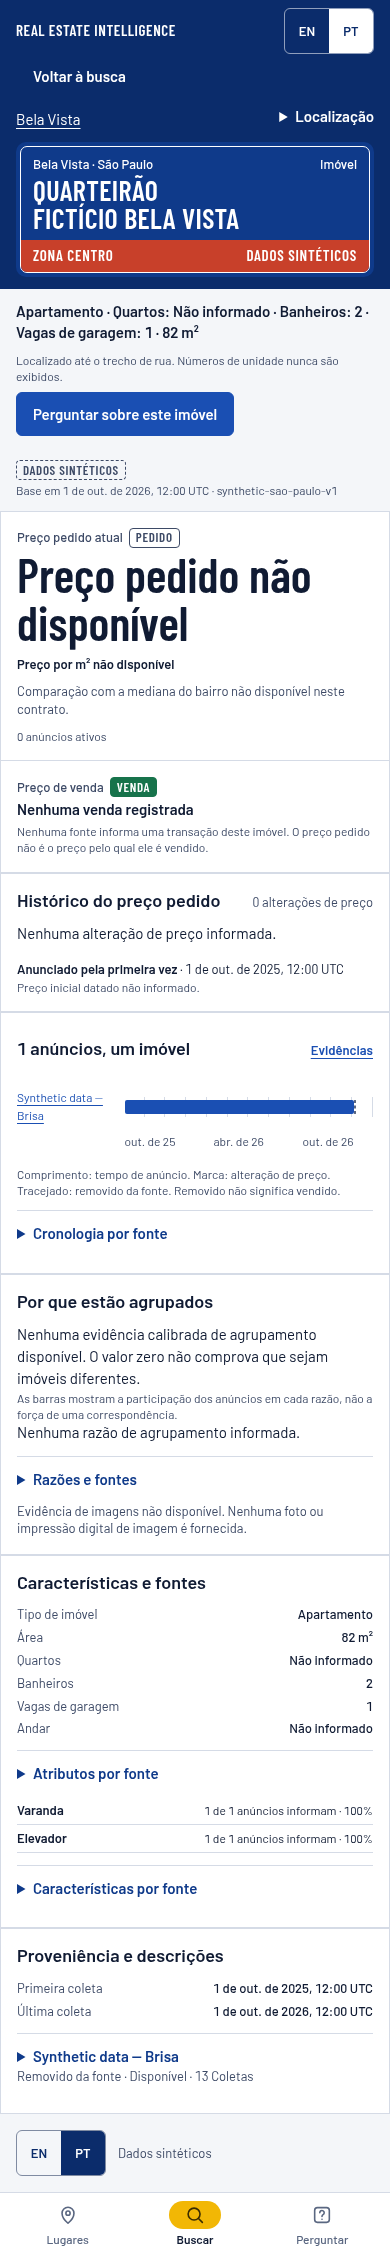 REAL ESTATE INTELLIGENCE
EN PT
Voltar à busca
Bela Vista
▶ Localização
Bela Vista · São Paulo
Imóvel
QUARTEIRÃO
FICTÍCIO BELA VISTA
ZONA CENTRO
DADOS SINTÉTICOS
Apartamento · Quartos: Não informado · Banheiros: 2 ·
Vagas de garagem: 1 · 82 m²
Localizado até o trecho de rua. Números de unidade nunca são
exibidos.
Perguntar sobre este imóvel
DADOS SINTÉTICOS
Base em 1 de out. de 2026, 12:00 UTC · synthetic-sao-paulo-v1
Preço pedido atual PEDIDO
Preço pedido não
disponível
Preço por m² não disponível
Comparação com a mediana do bairro não disponível neste
contrato.
0 anúncios ativos
Preço de venda VENDA
Nenhuma venda registrada
Nenhuma fonte informa uma transação deste imóvel. O preço pedido
não é o preço pelo qual ele é vendido.
Histórico do preço pedido
0 alterações de preço
Nenhuma alteração de preço informada.
Anunciado pela primeira vez · 1 de out. de 2025, 12:00 UTC
Preço inicial datado não informado.
1 anúncios, um imóvel
Evidências
Synthetic data —
Brisa
out. de 25 abr. de 26 out. de 26
Comprimento: tempo de anúncio. Marca: alteração de preço.
Tracejado: removido da fonte. Removido não significa vendido.
▶ Cronologia por fonte
Por que estão agrupados
Nenhuma evidência calibrada de agrupamento
disponível. O valor zero não comprova que sejam
imóveis diferentes.
As barras mostram a participação dos anúncios em cada razão, não a
força de uma correspondência.
Nenhuma razão de agrupamento informada.
▶ Razões e fontes
Evidência de imagens não disponível. Nenhuma foto ou
impressão digital de imagem é fornecida.
Características e fontes
Tipo de imóvel Apartamento
Área 82 m²
Quartos Não informado
Banheiros 2
Vagas de garagem 1
Andar Não informado
▶ Atributos por fonte
Varanda 1 de 1 anúncios informam · 100%
Elevador 1 de 1 anúncios informam · 100%
▶ Características por fonte
Proveniência e descrições
Primeira coleta 1 de out. de 2025, 12:00 UTC
Última coleta 1 de out. de 2026, 12:00 UTC
▶ Synthetic data — Brisa
Removido da fonte · Disponível · 13 Coletas
EN PT Dados sintéticos
Lugares Buscar Perguntar